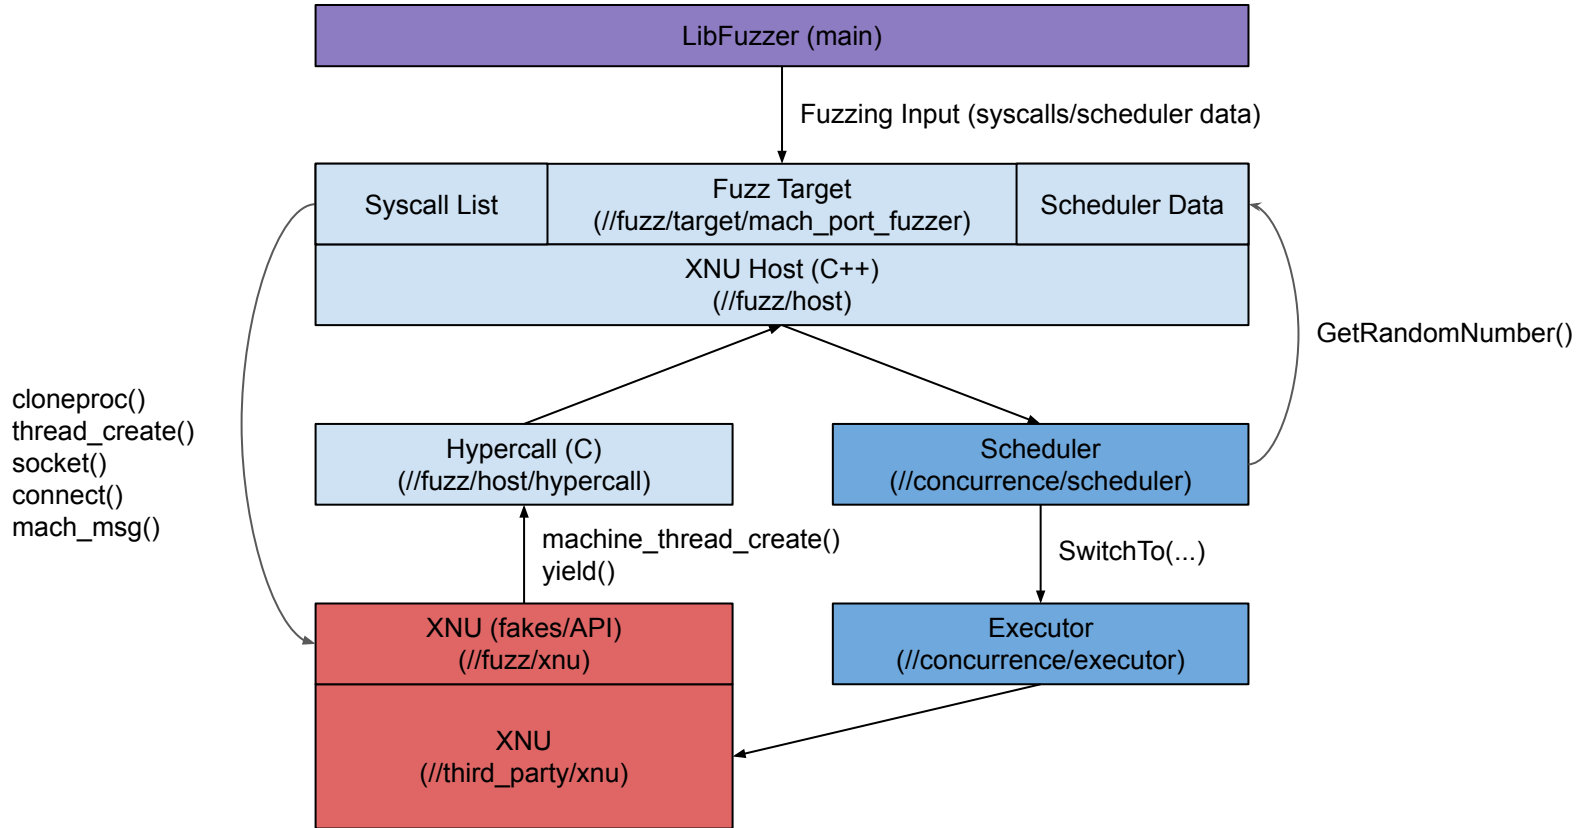 LibFuzzer (main)
Fuzzing Input (syscalls/scheduler data)
Syscall List
Fuzz Target
(//fuzz/target/mach_port_fuzzer)
Scheduler Data
XNU Host (C++)
(//fuzz/host)
GetRandomNumber()
cloneproc()
thread_create()
socket()
connect()
mach_msg()
Hypercall (C)
(//fuzz/host/hypercall)
Scheduler
(//concurrence/scheduler)
machine_thread_create()
yield()
SwitchTo(...)
XNU (fakes/API)
(//fuzz/xnu)
Executor
(//concurrence/executor)
XNU
(//third_party/xnu)